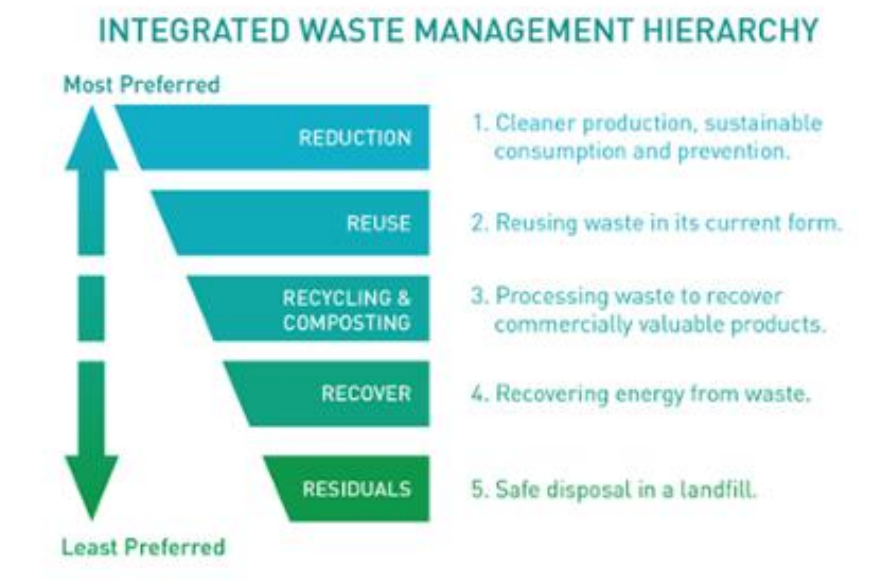 INTEGRATED WASTE MANAGEMENT HIERARCHY
Most Preferred
REDUCTION
1. Cleaner production, sustainable
consumption and prevention.
REUSE
2. Reusing waste in its current form.
RECYCLING &
COMPOSTING
3. Processing waste to recover
commercially valuable products.
RECOVER
4. Recovering energy from waste.
RESIDUALS
5. Safe disposal in a landfill.
Least Preferred